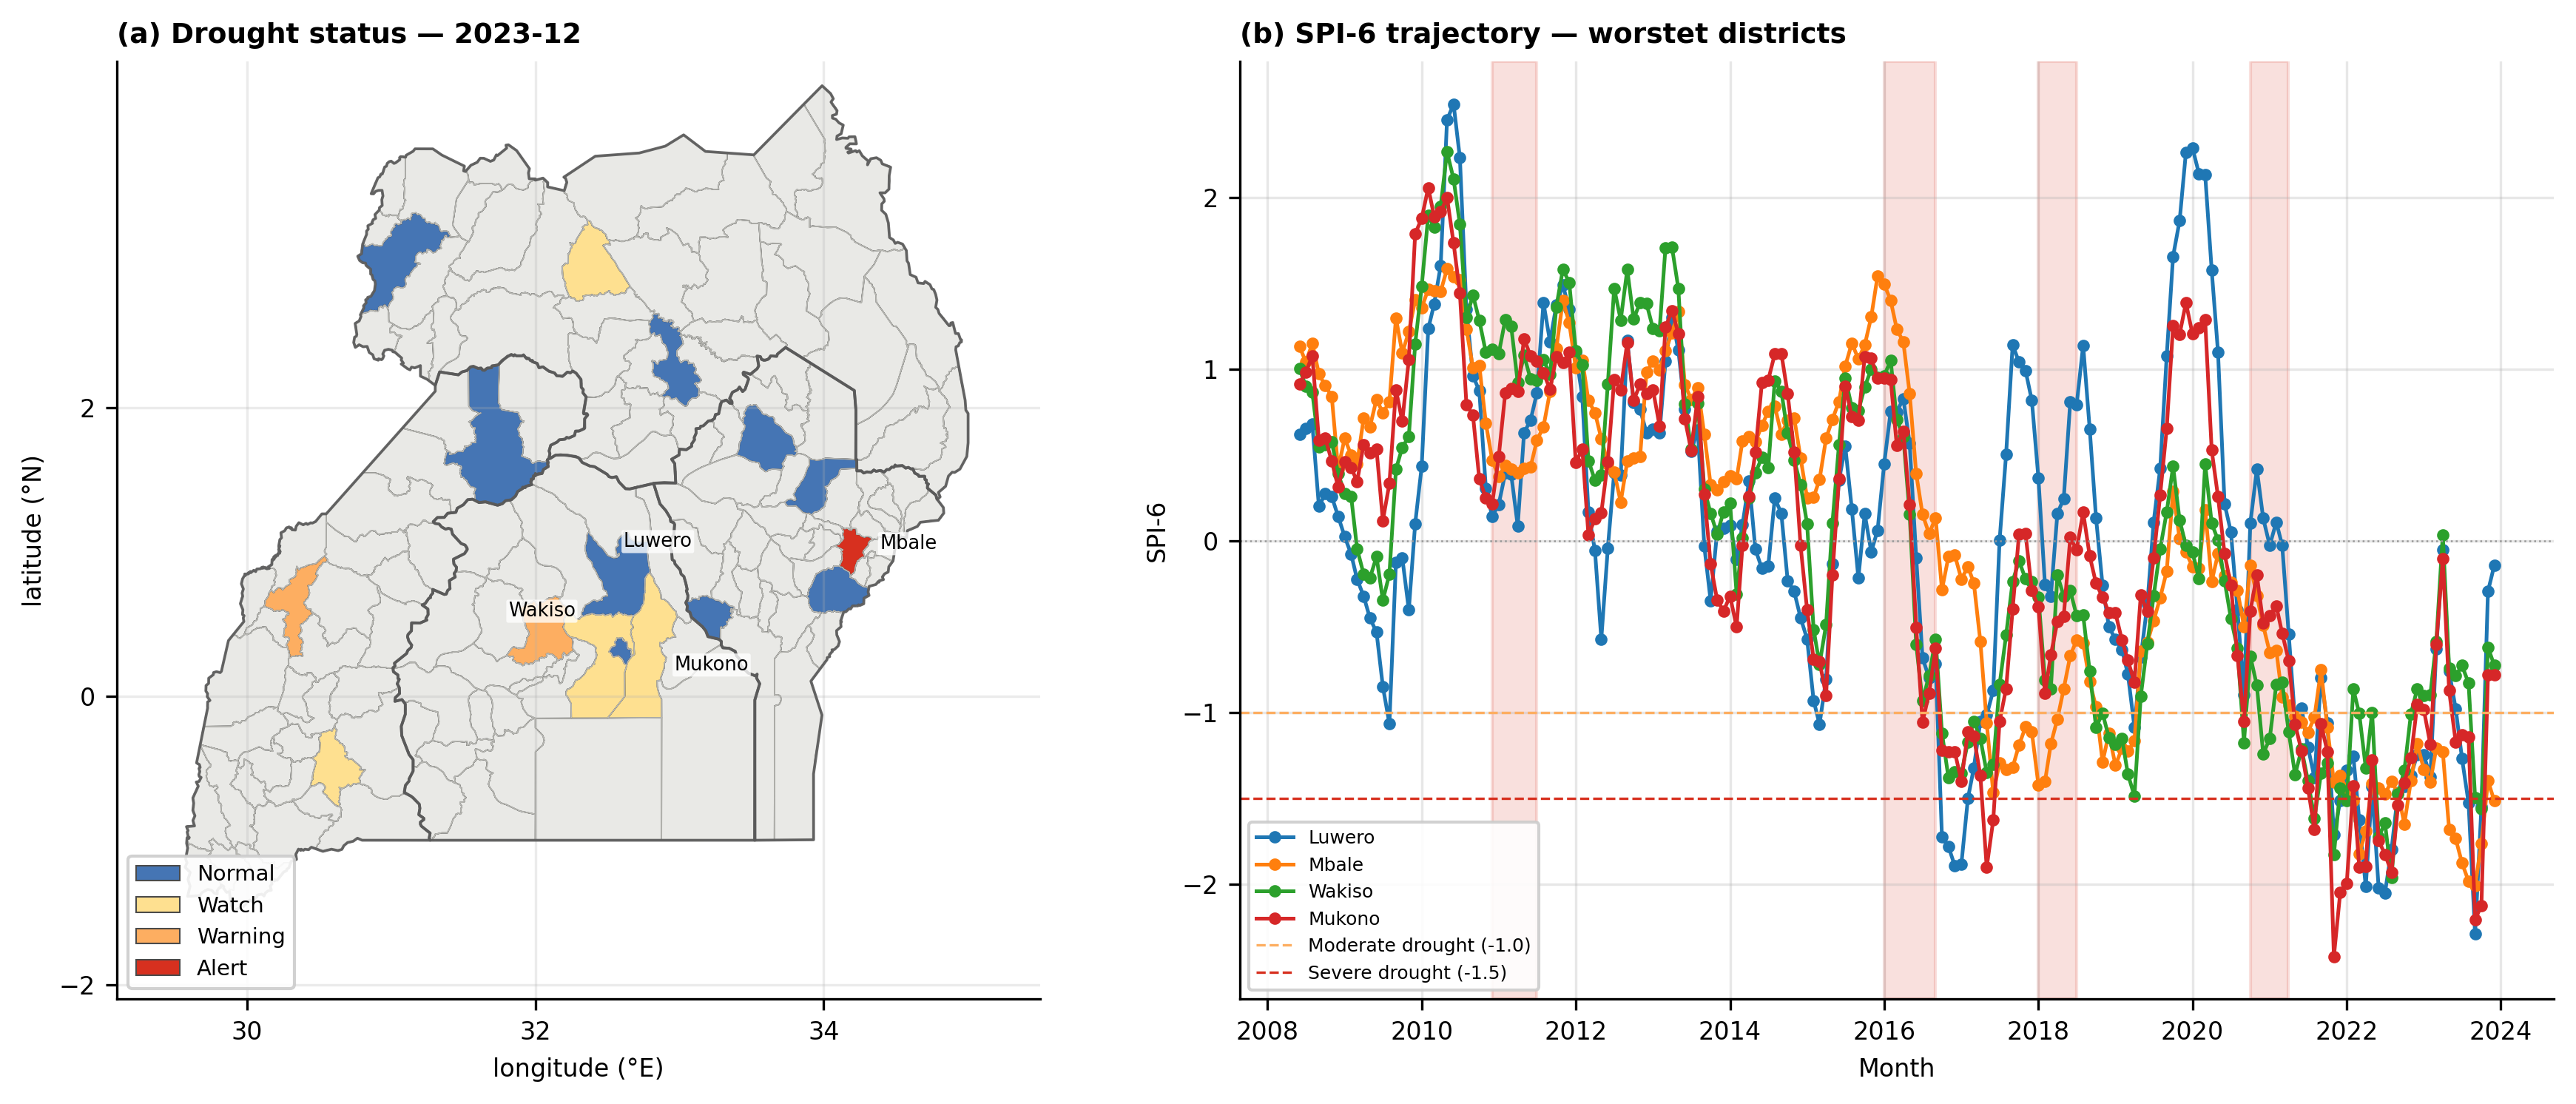 (a) Drought status — 2023-12
latitude (°N)
2
0
−2
Luwero
Mbale
Wakiso
Mukono
Normal
Watch
Warning
Alert
30 32 34
longitude (°E)
(b) SPI-6 trajectory — worstet districts
SPI-6
2
1
0
−1
−2
Luwero
Mbale
Wakiso
Mukono
Moderate drought (-1.0)
Severe drought (-1.5)
2008 2010 2012 2014 2016 2018 2020 2022 2024
Month